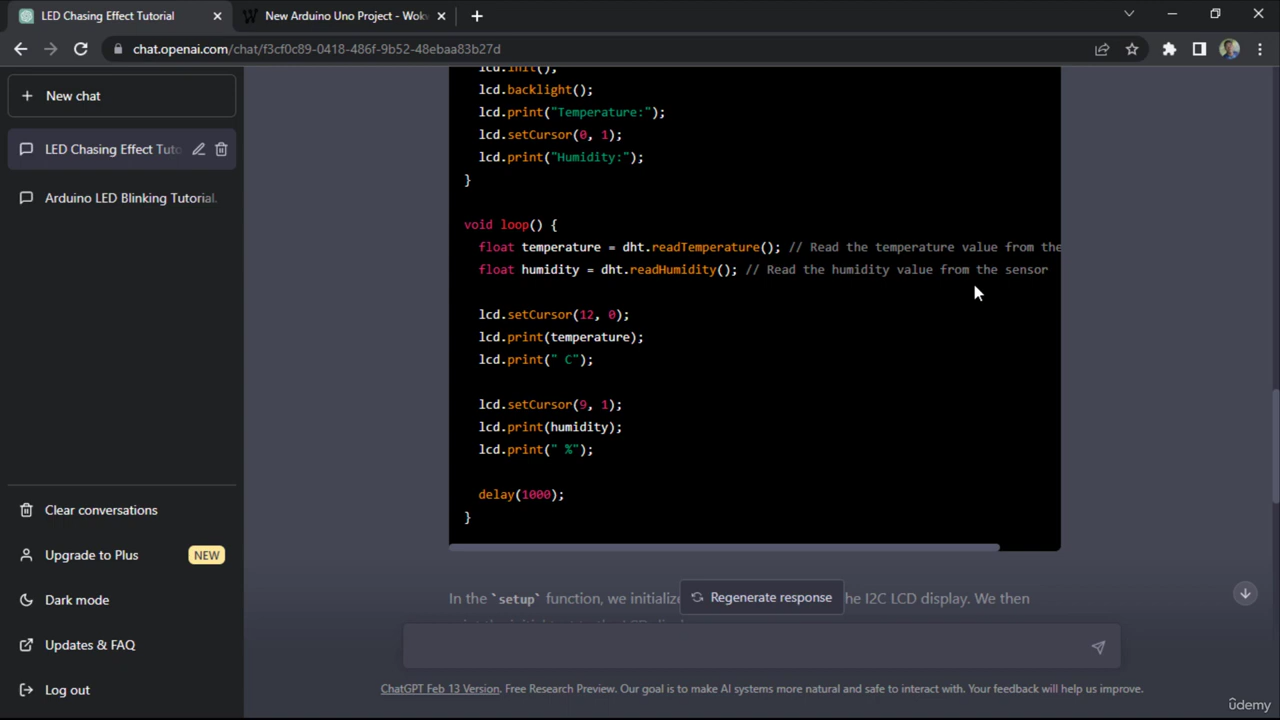 LED Chasing Effect Tutorial
New Arduino Uno Project - Wok
chat.openai.com/chat/f3cf0c89-0418-486f-9b52-48ebaa83b27d
New chat
LED Chasing Effect Tuto
Arduino LED Blinking Tutorial.
Clear conversations
Upgrade to Plus NEW
Dark mode
Updates & FAQ
Log out
lcd.init();
lcd.backlight();
lcd.print("Temperature:");
lcd.setCursor(0, 1);
lcd.print("Humidity:");
}
void loop() {
float temperature = dht.readTemperature(); // Read the temperature value from the
float humidity = dht.readHumidity(); // Read the humidity value from the sensor
lcd.setCursor(12, 0);
lcd.print(temperature);
lcd.print(" C");
lcd.setCursor(9, 1);
lcd.print(humidity);
lcd.print(" %");
delay(1000);
}
In the `setup` function, we initialize he I2C LCD display. We then
Regenerate response
ChatGPT Feb 13 Version. Free Research Preview. Our goal is to make AI systems more natural and safe to interact with. Your feedback will help us improve.
ûdemy